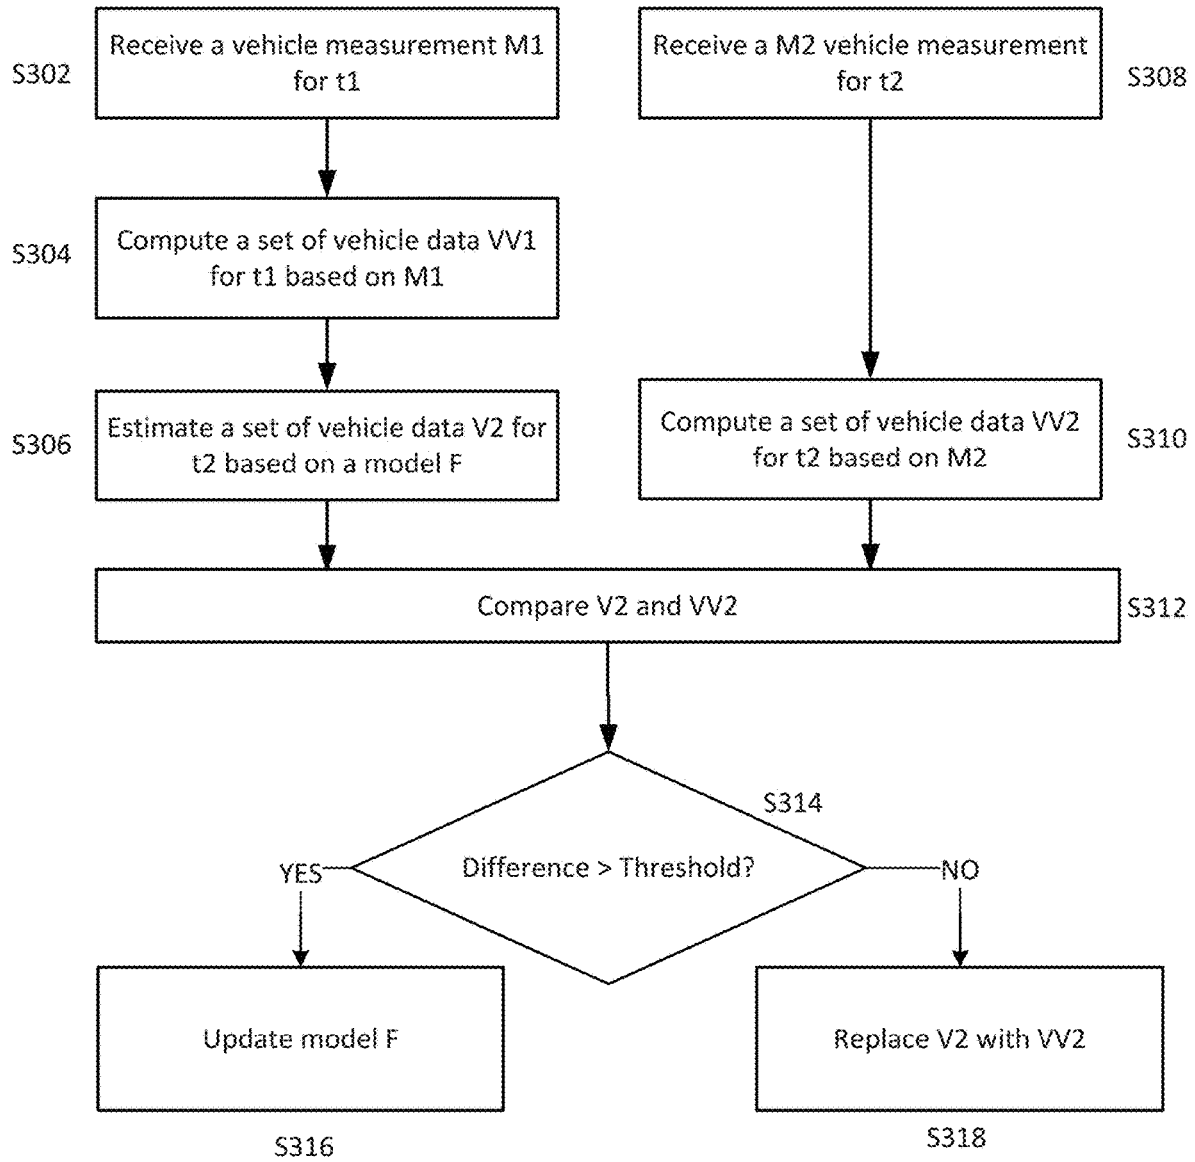 S302
Receive a vehicle measurement M1
for t1
Receive a M2 vehicle measurement
for t2
S308
S304
Compute a set of vehicle data VV1
for t1 based on M1
S306
Estimate a set of vehicle data V2 for
t2 based on a model F
Compute a set of vehicle data VV2
for t2 based on M2
S310
Compare V2 and VV2
S312
S314
Difference > Threshold?
YES
NO
Update model F
Replace V2 with VV2
S316
S318